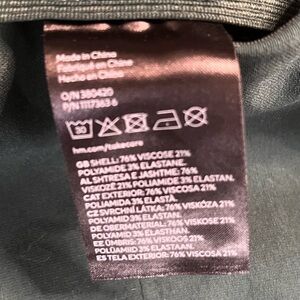 Made in China
Fabriqué en Chine
Hecho en China
O/N 380420
P/N 1117363 6
30
hm.com/takecare
GB SHELL: 76% VISCOSE 21%
POLYAMIDE 3% ELASTANE.
AL SHTRESA E JASHTME: 76%
VISKOZË 21% POLIAMIDE 3% ELASTAN.
CAT EXTERIOR: 76% VISCOSA 21%
POLIAMIDA 3% ELASTÀ.
CZ SVRCHNÍ LÁTKA: 76% VISKÓZA
21% POLYAMID 3% ELASTAN.
DE OBERMATERIAL: 76% VISKOSE 21%
POLYAMID 3% ELASTHAN.
EE ÜMBRIS: 76% VISKOOS 21%
POLÜAMIID 3% ELASTAAN.
ES TELA EXTERIOR: 76% VISCOSA 21%